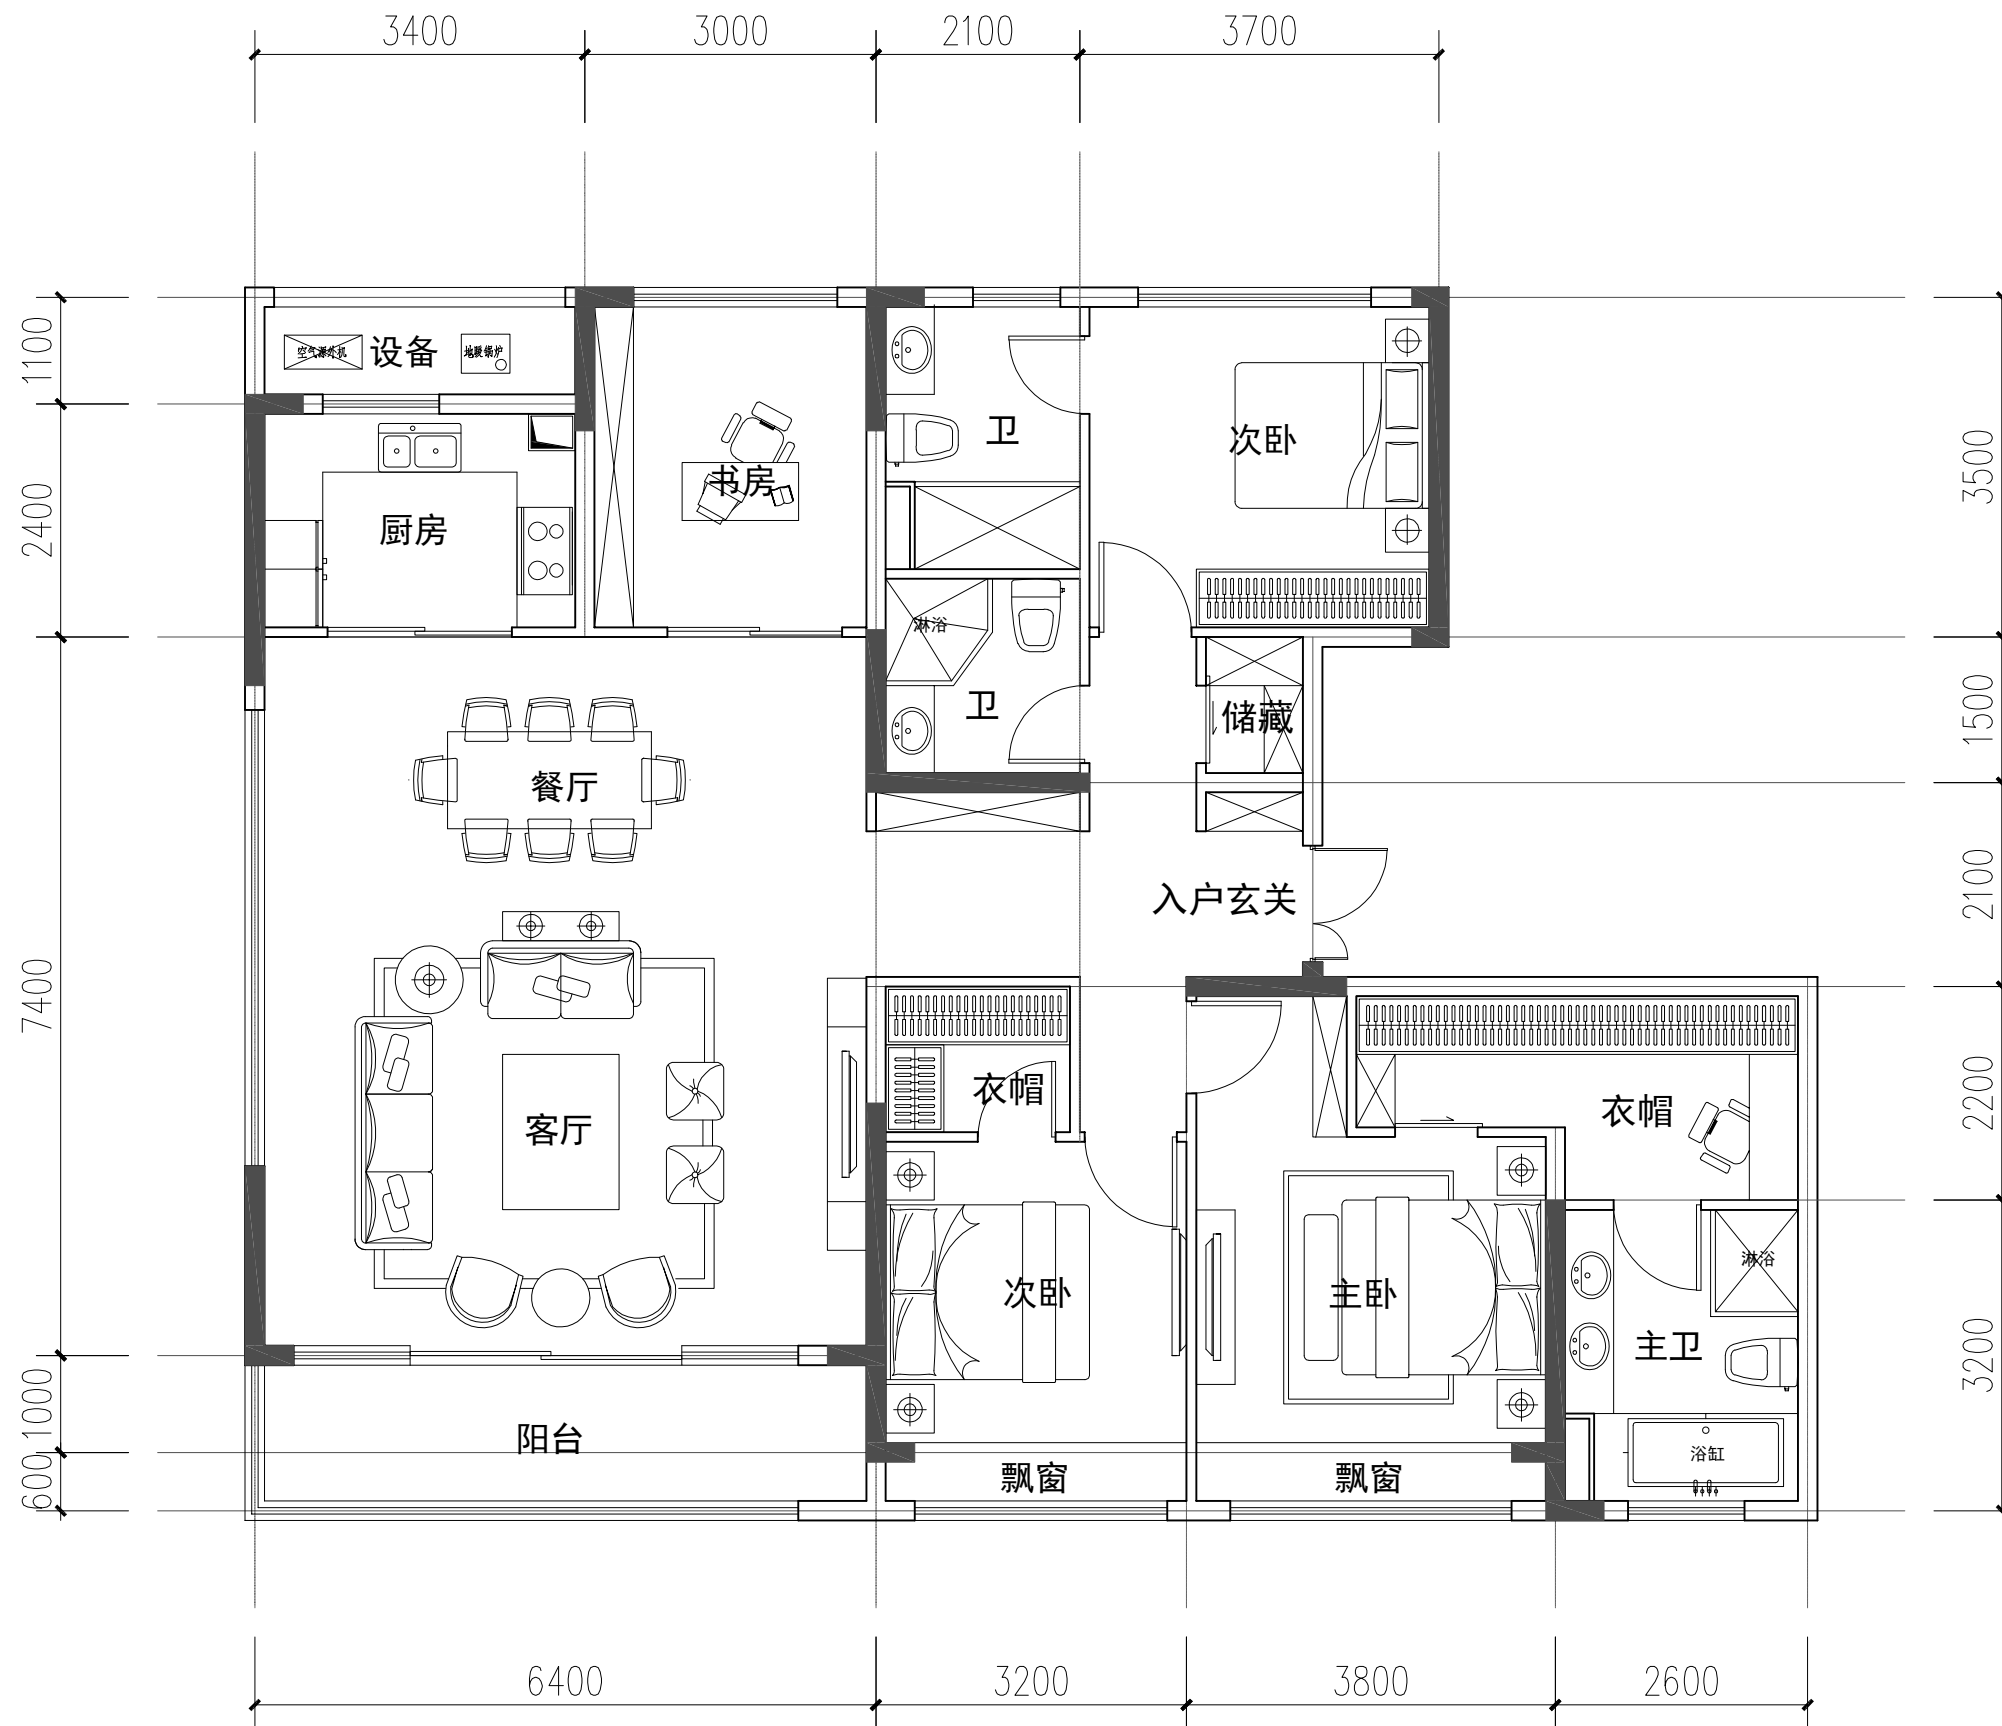 3400
3000
2100
3700
1100
2400
7400
1000
600
3500
1500
2100
2200
3200
空气源外机
设备
地暖锅炉
卫
次卧
书房
厨房
淋浴
卫
储藏
餐厅
入户玄关
衣帽
衣帽
客厅
淋浴
次卧
主卧
主卫
阳台
浴缸
飘窗
飘窗
6400
3200
3800
2600